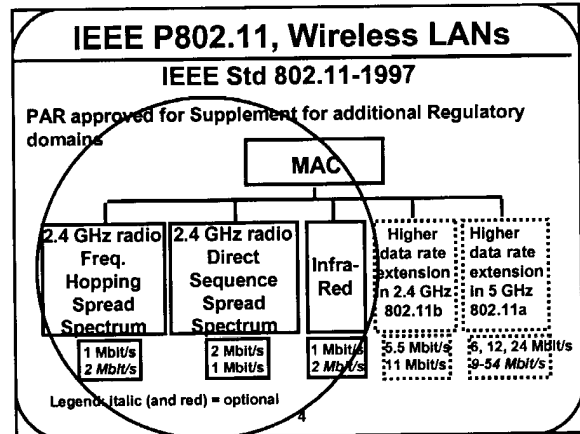 IEEE P802.11, Wireless LANs
IEEE Std 802.11-1997
PAR approved for Supplement for additional Regulatory
domains
MAC
2.4 GHz radio
Freq.
Hopping
Spread
Spectrum
1 Mbit/s
2 Mbit/s
2.4 GHz radio
Direct
Sequence
Spread
Spectrum
2 Mbit/s
1 Mbit/s
Infra-
Red
1 Mbit/s
2 Mbit/s
Higher
data rate
extension
in 2.4 GHz
802.11b
5.5 Mbit/s
11 Mbit/s
Higher
data rate
extension
in 5 GHz
802.11a
6, 12, 24 Mbit/s
9-54 Mbit/s
Legend: italic (and red) = optional
4